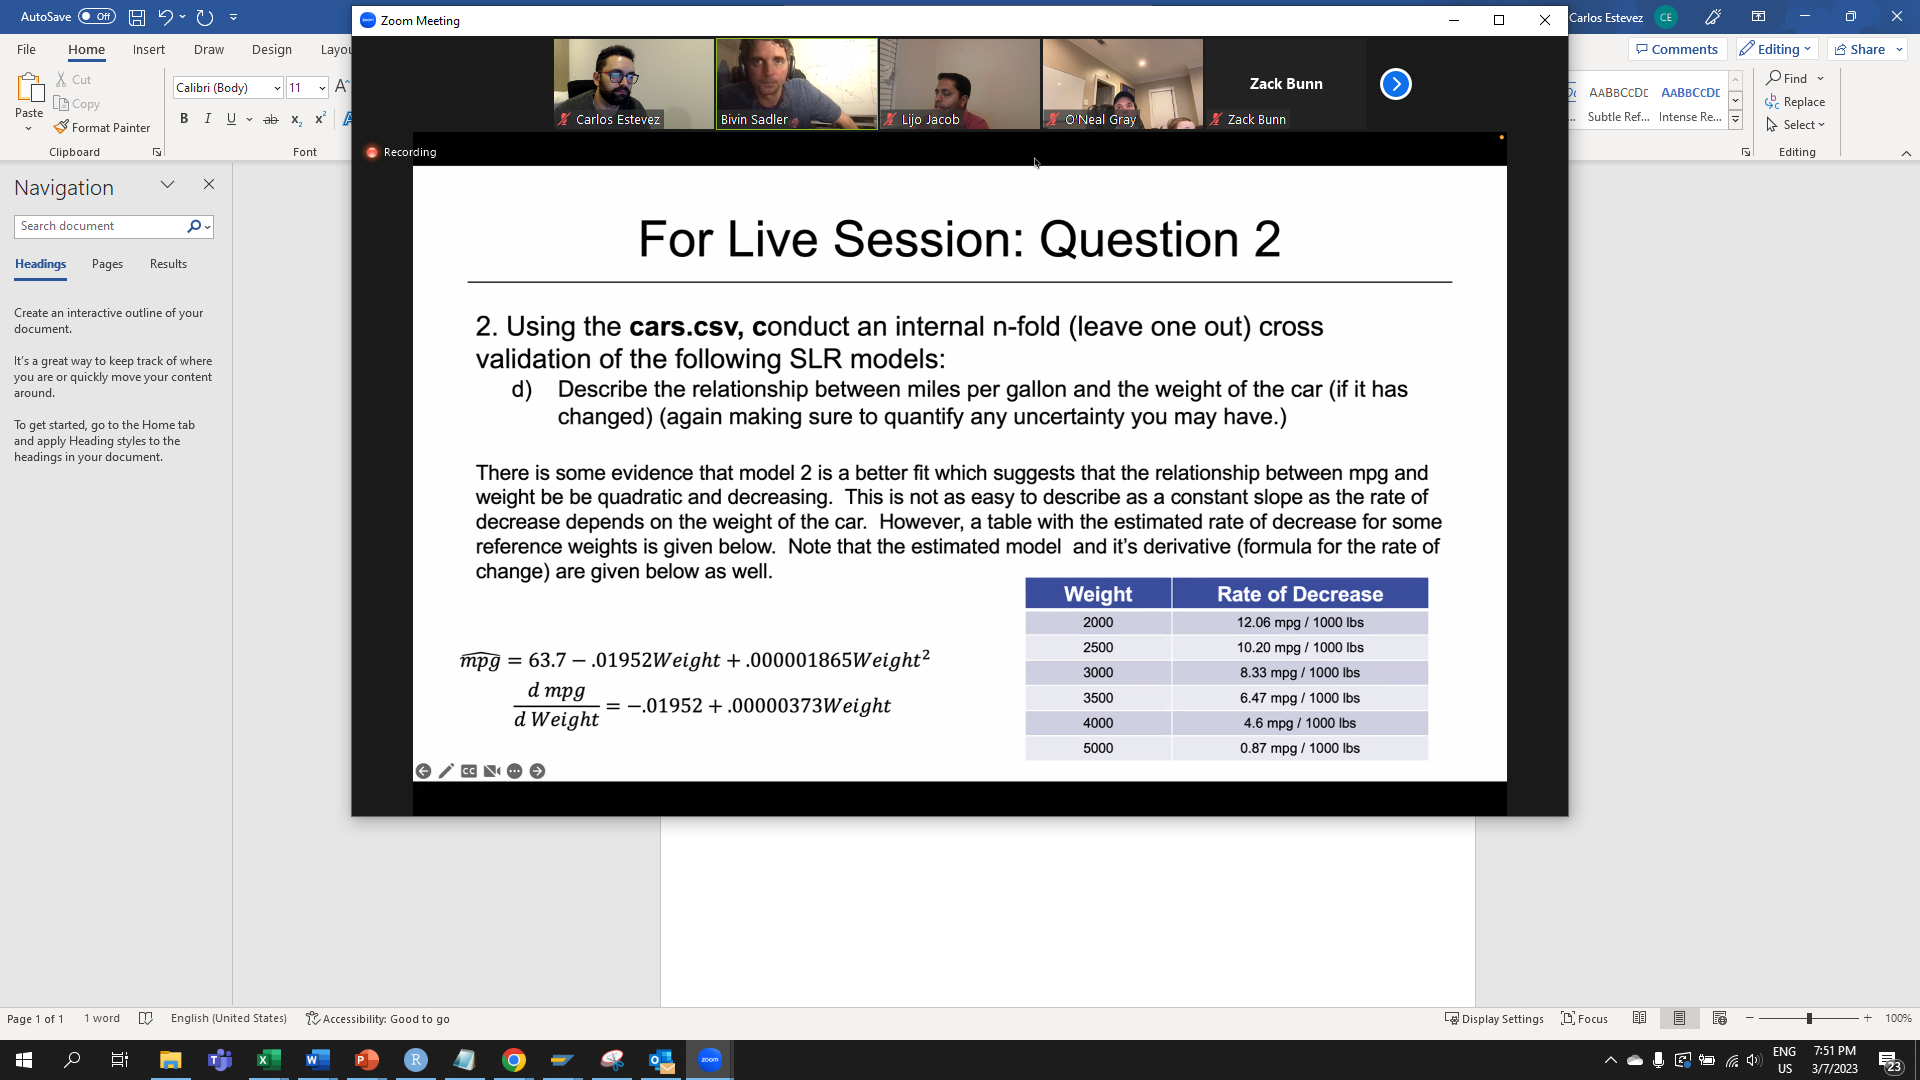 AutoSave Off
Carlos Estevez CE
File Home Insert Draw Design Layou
Comments Editing Share
Paste Cut
Copy
Format Painter
Clipboard
Calibri (Body) 11 A
B I U ab x₂ x² A
Font
AaBbCcDc AaBbCcDc
... Subtle Ref... Intense Re...
Find
Replace
Select
Editing
Navigation
Search document
Headings Pages Results
Create an interactive outline of your
document.
It's a great way to keep track of where
you are or quickly move your content
around.
To get started, go to the Home tab
and apply Heading styles to the
headings in your document.
zoom Zoom Meeting
Carlos Estevez
Bivin Sadler
Lijo Jacob
O'Neal Gray
Zack Bunn
Zack Bunn
Recording
For Live Session: Question 2
2. Using the cars.csv, conduct an internal n-fold (leave one out) cross
validation of the following SLR models:
d) Describe the relationship between miles per gallon and the weight of the car (if it has
changed) (again making sure to quantify any uncertainty you may have.)
There is some evidence that model 2 is a better fit which suggests that the relationship between mpg and
weight be be quadratic and decreasing. This is not as easy to describe as a constant slope as the rate of
decrease depends on the weight of the car. However, a table with the estimated rate of decrease for some
reference weights is given below. Note that the estimated model and it's derivative (formula for the rate of
change) are given below as well.
m̂pg = 63.7 − .01952Weight + .000001865Weight²
d mpg
d Weight = −.01952 + .00000373Weight
Weight Rate of Decrease
2000 12.06 mpg / 1000 lbs
2500 10.20 mpg / 1000 lbs
3000 8.33 mpg / 1000 lbs
3500 6.47 mpg / 1000 lbs
4000 4.6 mpg / 1000 lbs
5000 0.87 mpg / 1000 lbs
CC
Page 1 of 1 1 word English (United States) Accessibility: Good to go
Display Settings Focus 100%
zoom
ENG
US
7:51 PM
3/7/2023
23